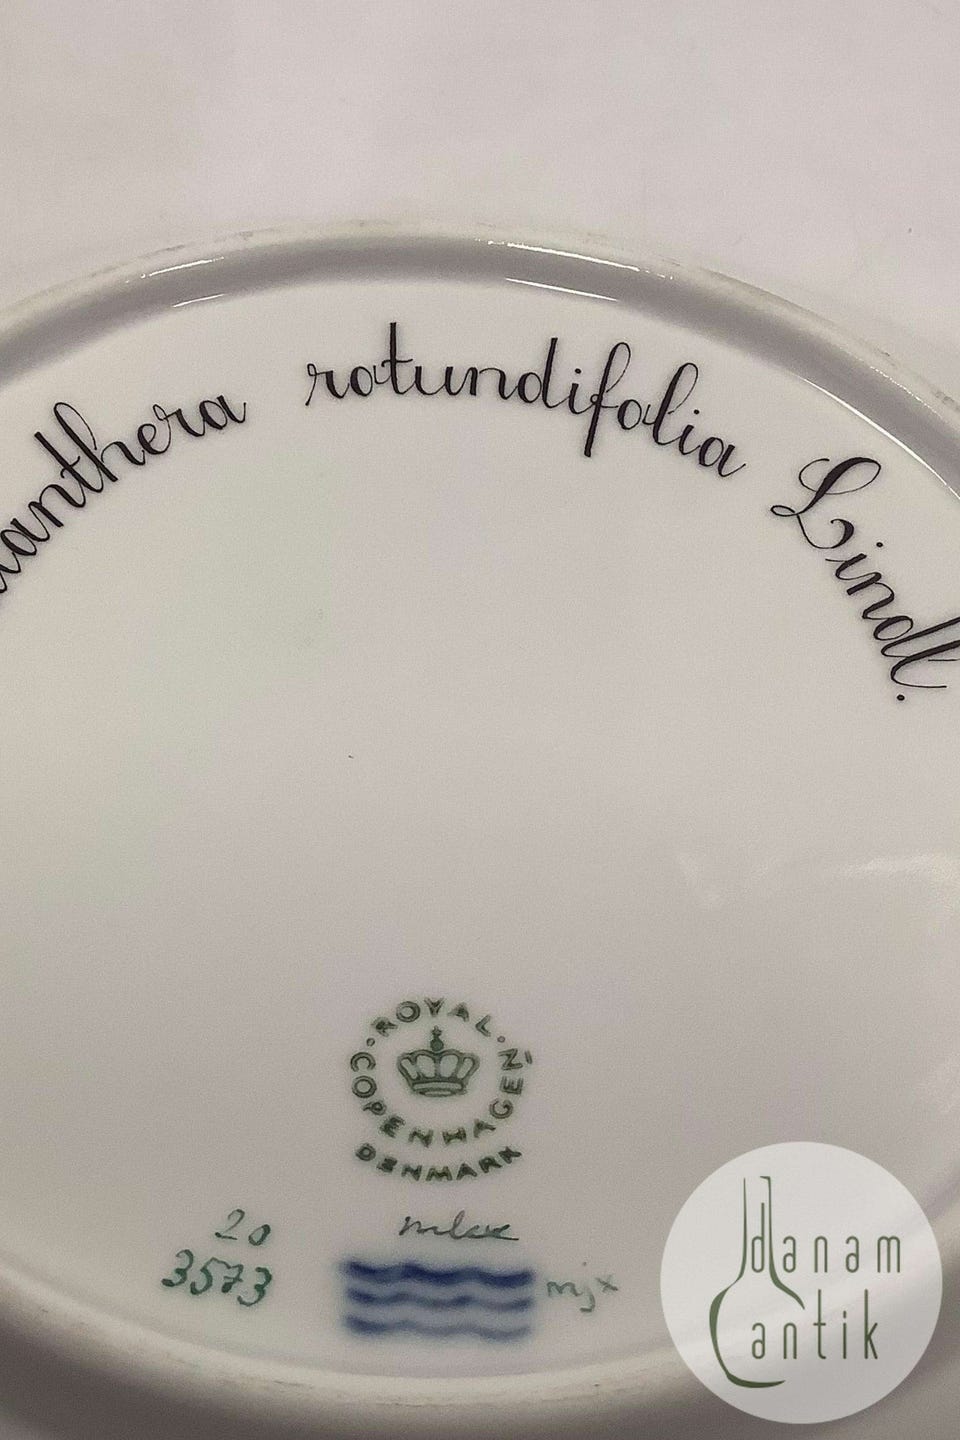 anthera rotundifolia Lindl.
ROYAL COPENHAGEN
DENMARK
20
3573
mjx
danam
antik